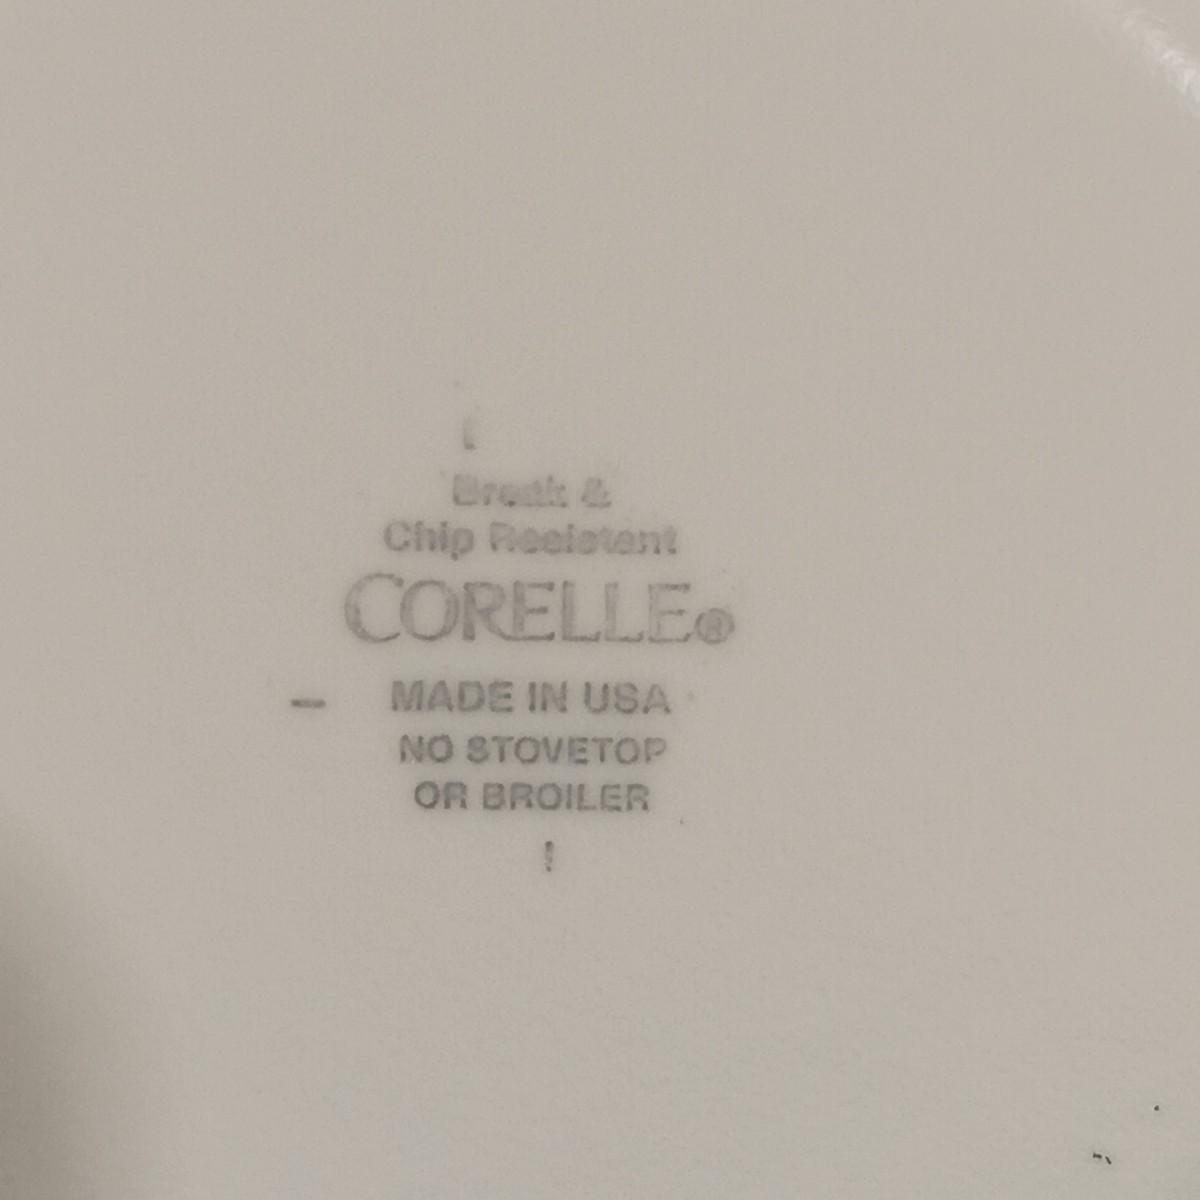 Break &
Chip Resistant
CORELLE®
MADE IN USA
NO STOVETOP
OR BROILER